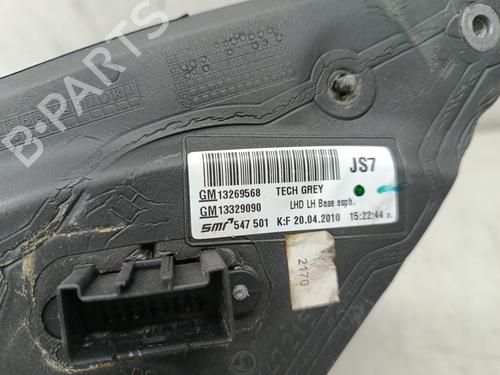 B-PARTS
JS7
GM 13269568 TECH GREY
GM 13329090 LHD LH Base asph.
smr 547 501 K:F 20.04.2010 15:22:44
2170